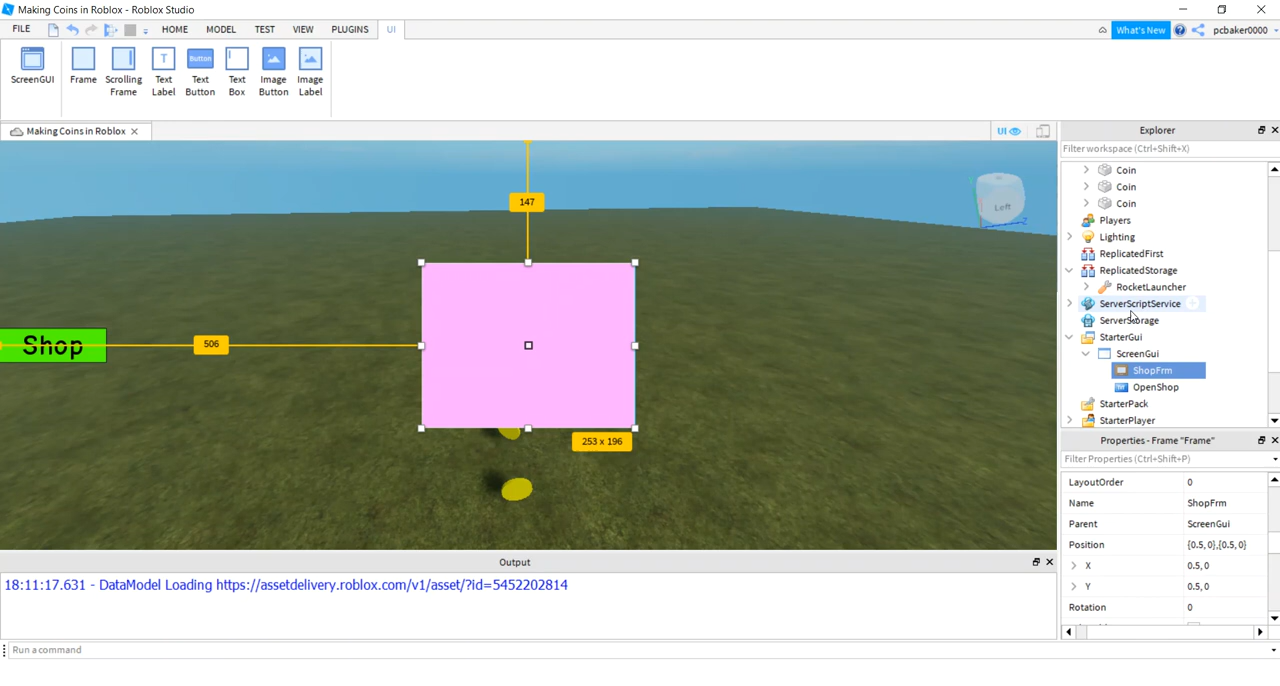 Making Coins in Roblox - Roblox Studio
FILE HOME MODEL TEST VIEW PLUGINS UI What's New pcbaker0000
ScreenGUI Frame Scrolling Frame Text Label Button Text Button Text Box Image Button Image Label
Making Coins in Roblox UI
Explorer
Filter workspace (Ctrl+Shift+X)
Coin
Coin
Coin
Players
Lighting
ReplicatedFirst
ReplicatedStorage
RocketLauncher
ServerScriptService
ServerStorage
StarterGui
ScreenGui
ShopFrm
OpenShop
StarterPack
StarterPlayer
Left
147
Shop
506
253 x 196
Properties - Frame "Frame"
Filter Properties (Ctrl+Shift+P)
LayoutOrder 0
Name ShopFrm
Parent ScreenGui
Position {0.5, 0},{0.5, 0}
X 0.5, 0
Y 0.5, 0
Rotation 0
Output
18:11:17.631 - DataModel Loading https://assetdelivery.roblox.com/v1/asset/?id=5452202814
Run a command